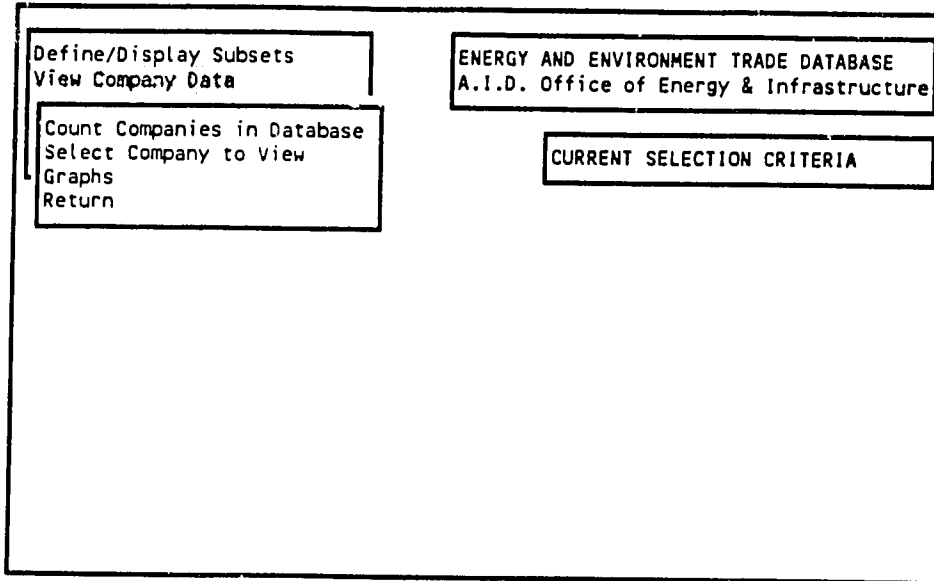 Define/Display Subsets
View Company Data
Count Companies in Database
Select Company to View
Graphs
Return
ENERGY AND ENVIRONMENT TRADE DATABASE
A.I.D. Office of Energy & Infrastructure
CURRENT SELECTION CRITERIA